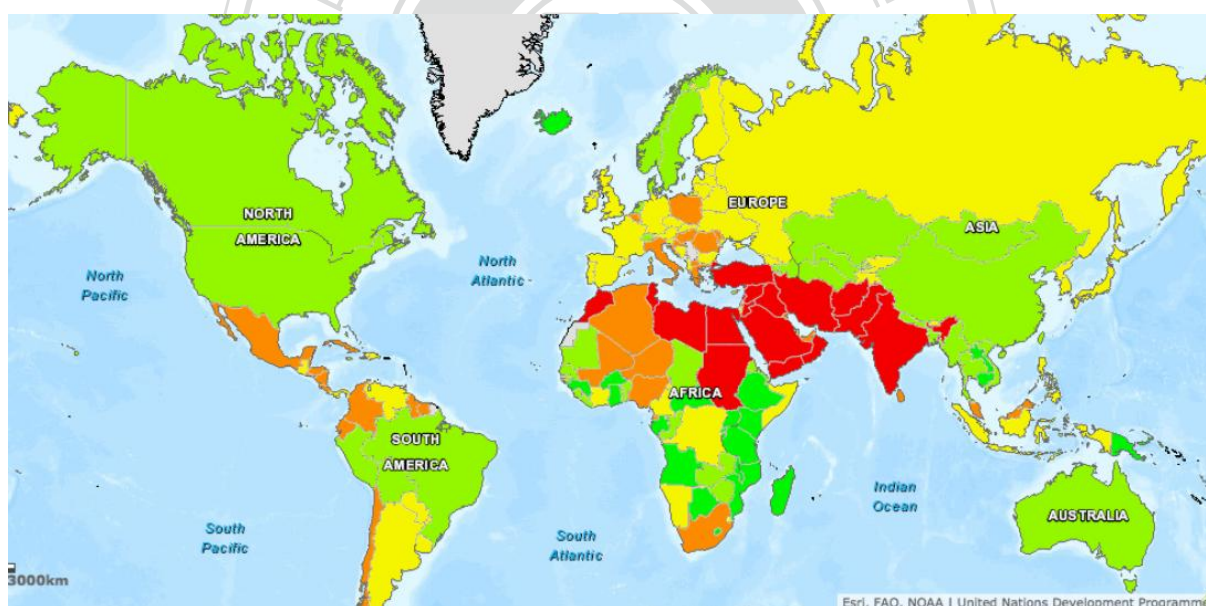 NORTH
AMERICA
North
Pacific
North
Atlantic
EUROPE
ASIA
AFRICA
SOUTH
AMERICA
South
Pacific
South
Atlantic
Indian
Ocean
AUSTRALIA
3000km
Esri, FAO, NOAA | United Nations Development Programme